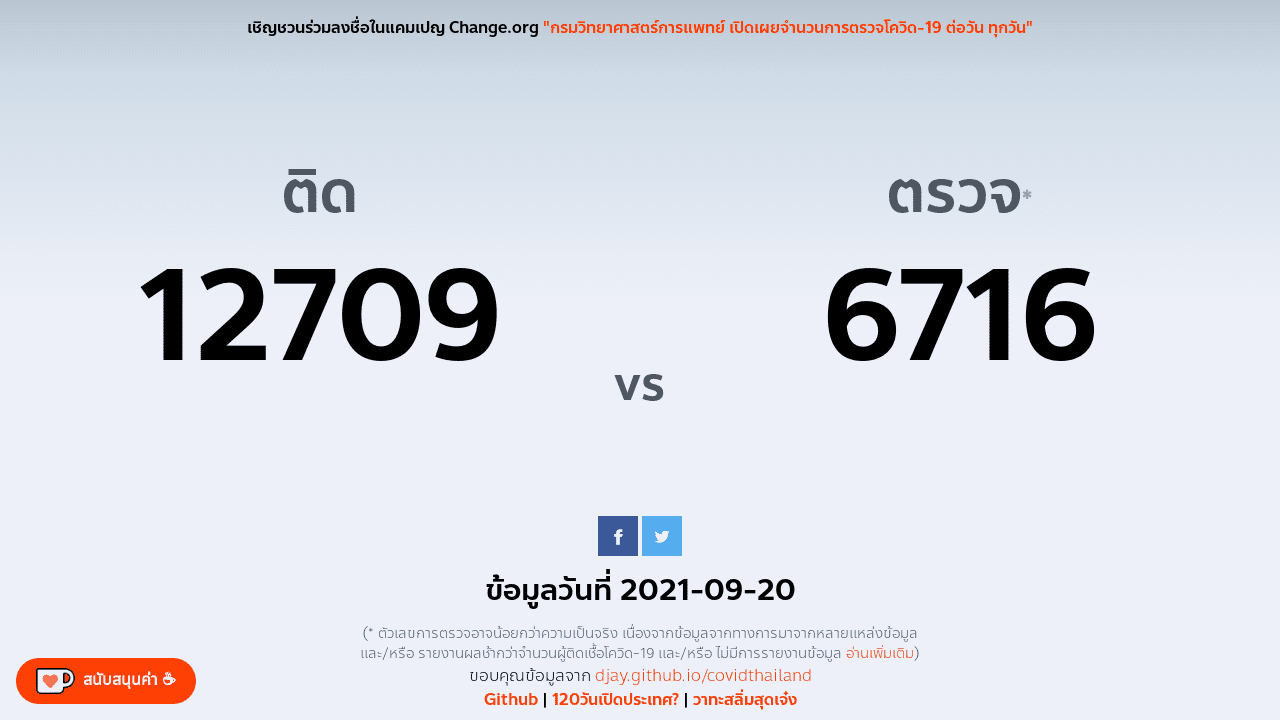 เชิญชวนร่วมลงชื่อในแคมเปญ Change.org "กรมวิทยาศาสตร์การแพทย์ เปิดเผยจำนวนการตรวจโควิด-19 ต่อวัน ทุกวัน"
ติด
12709
vs
ตรวจ*
6716
ข้อมูลวันที่ 2021-09-20
(* ตัวเลขการตรวจอาจน้อยกว่าความเป็นจริง เนื่องจากข้อมูลจากทางการมาจากหลายแหล่งข้อมูล
และ/หรือ รายงานผลช้ากว่าจำนวนผู้ติดเชื้อโควิด-19 และ/หรือ ไม่มีการรายงานข้อมูล อ่านเพิ่มเติม)
ขอบคุณข้อมูลจาก djay.github.io/covidthailand
Github | 120วันเปิดประเทศ? | วาทะสลิ่มสุดเจ๋ง
สนับสนุนค่า ☕